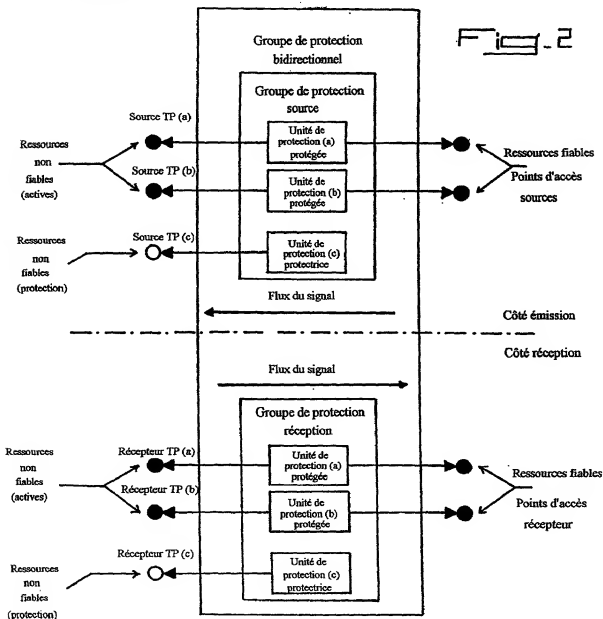 Fig. 2
Groupe de protection
bidirectionnel
Groupe de protection
source
Source TP (a)
Ressources
non
fiables
(actives)
Unité de
protection (a)
protégée
Source TP (b)
Unité de
protection (b)
protégée
Ressources fiables
Points d'accès
sources
Ressources
non
fiables
(protection)
Source TP (c)
Unité de
protection (c)
protectrice
Flux du signal
Côté émission
Côté réception
Flux du signal
Groupe de protection
réception
Ressources
non
fiables
(actives)
Récepteur TP (a)
Unité de
protection (a)
protégée
Récepteur TP (b)
Unité de
protection (b)
protégée
Ressources fiables
Points d'accès
récepteur
Récepteur TP (c)
Unité de
protection (c)
protectrice
Ressources
non
fiables
(protection)